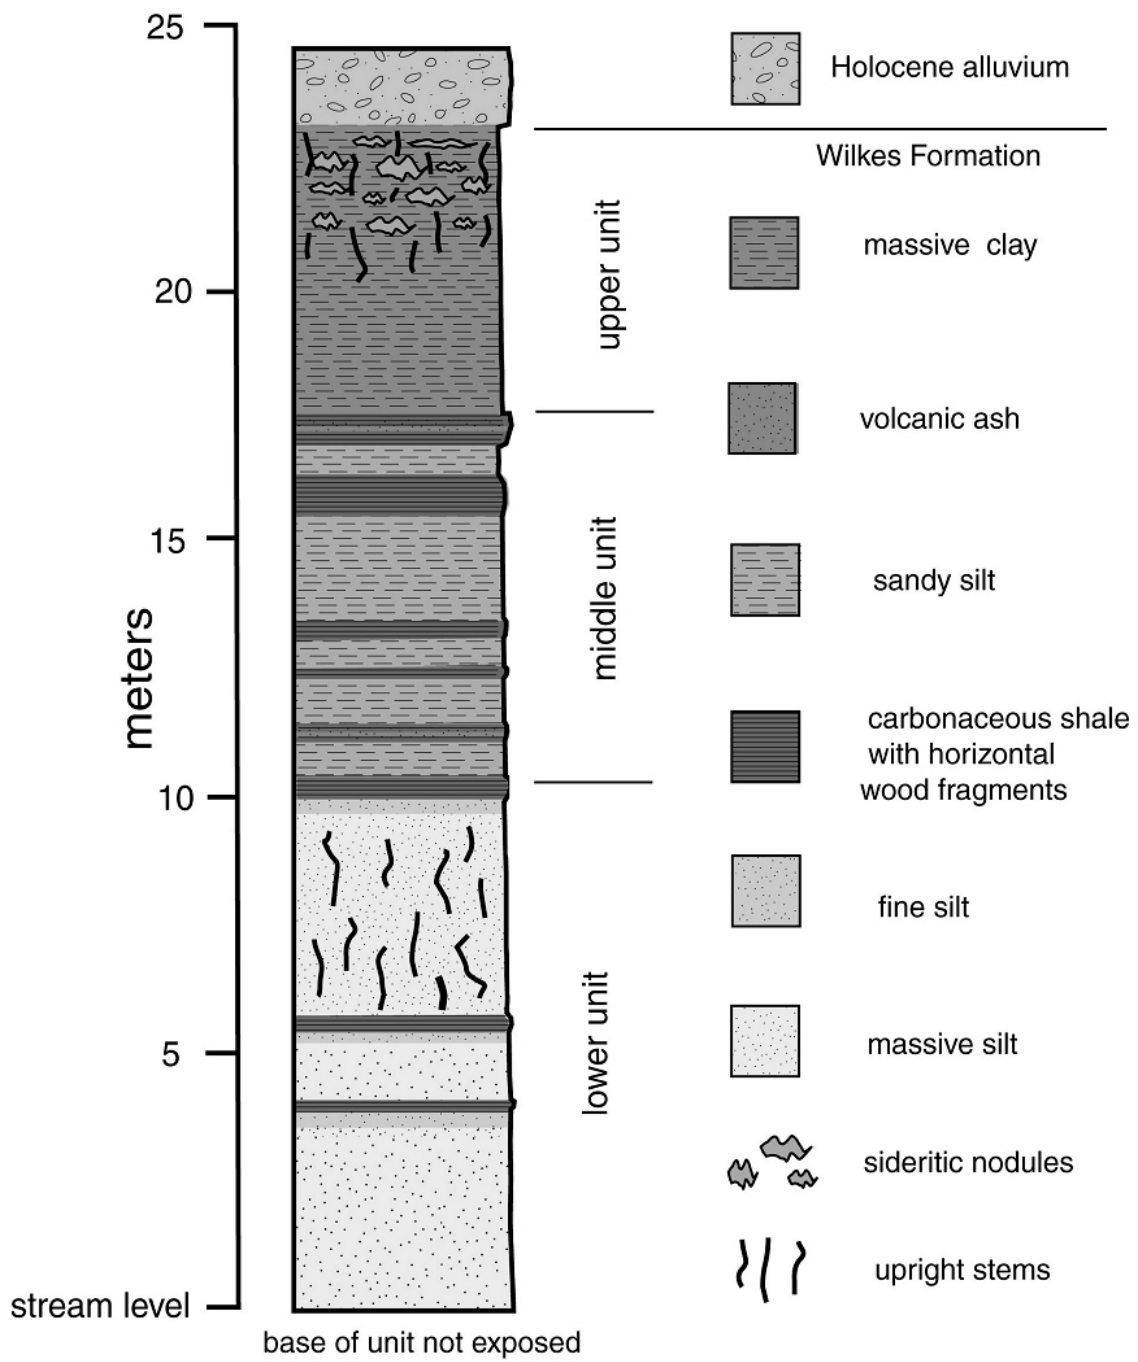 25
20
15
10
5
stream level
meters
base of unit not exposed
upper unit
middle unit
lower unit
Holocene alluvium
Wilkes Formation
massive clay
volcanic ash
sandy silt
carbonaceous shale
with horizontal
wood fragments
fine silt
massive silt
sideritic nodules
upright stems